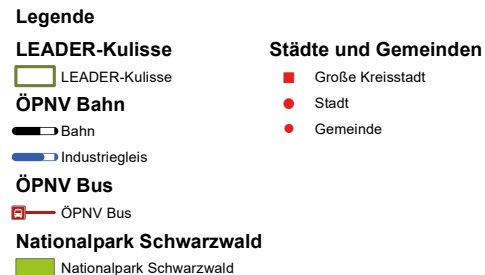 Legende
LEADER-Kulisse
LEADER-Kulisse
ÖPNV Bahn
Bahn
Industriegleis
ÖPNV Bus
ÖPNV Bus
Nationalpark Schwarzwald
Nationalpark Schwarzwald
Städte und Gemeinden
Große Kreisstadt
Stadt
Gemeinde